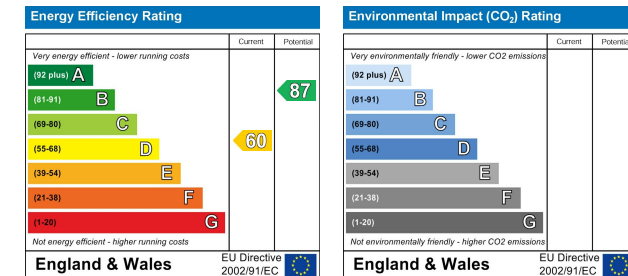 Energy Efficiency Rating
Current Potential
Very energy efficient - lower running costs
(92 plus) A
(81-91) B
87
(69-80) C
(55-68) D
60
(39-54) E
(21-38) F
(1-20) G
Not energy efficient - higher running costs
England & Wales
EU Directive
2002/91/EC
Environmental Impact (CO₂) Rating
Current Potential
Very environmentally friendly - lower CO2 emissions
(92 plus) A
(81-91) B
(69-80) C
(55-68) D
(39-54) E
(21-38) F
(1-20) G
Not environmentally friendly - higher CO2 emissions
England & Wales
EU Directive
2002/91/EC